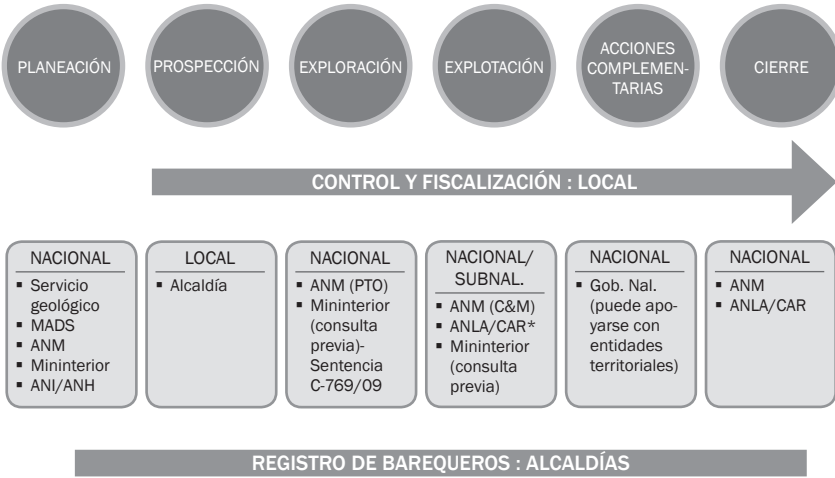 PLANEACIÓN
PROSPECCIÓN
EXPLORACIÓN
EXPLOTACIÓN
ACCIONES
COMPLEMEN-
TARIAS
CIERRE
CONTROL Y FISCALIZACIÓN : LOCAL
NACIONAL
▪ Servicio
geológico
▪ MADS
▪ ANM
▪ Mininterior
▪ ANI/ANH
LOCAL
▪ Alcaldía
NACIONAL
▪ ANM (PTO)
▪ Mininterior
(consulta
previa)-
Sentencia
C-769/09
NACIONAL/
SUBNAL.
▪ ANM (C&M)
▪ ANLA/CAR*
▪ Mininterior
(consulta
previa)
NACIONAL
▪ Gob. Nal.
(puede apo-
yarse con
entidades
territoriales)
NACIONAL
▪ ANM
▪ ANLA/CAR
REGISTRO DE BAREQUEROS : ALCALDÍAS